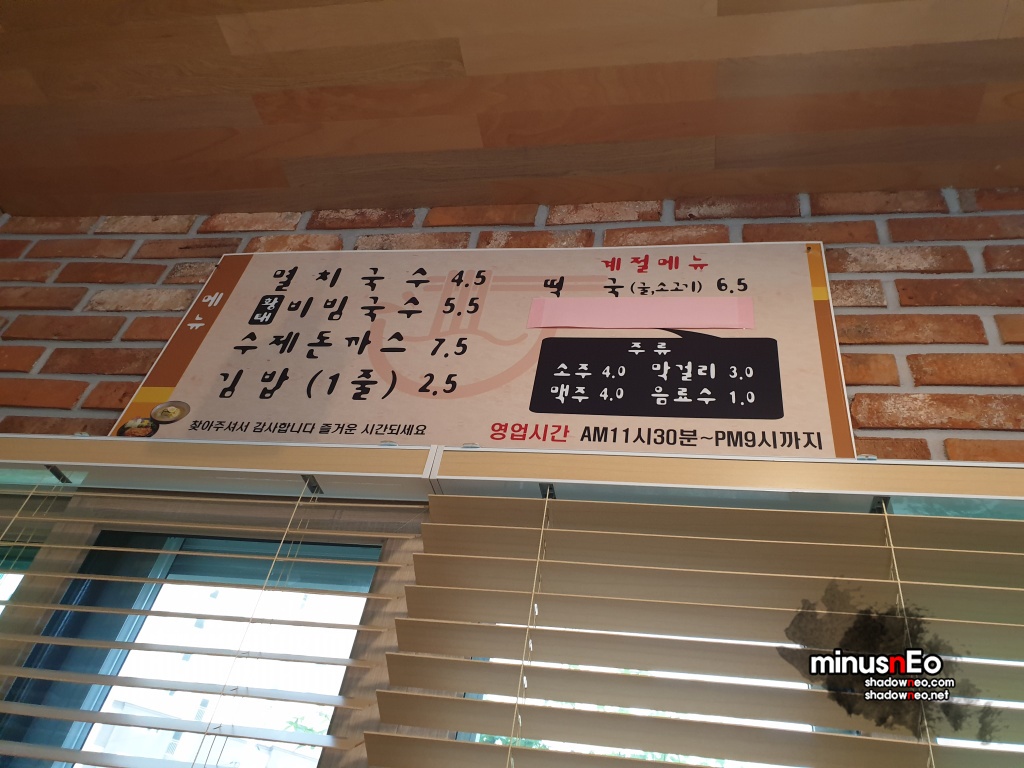 메뉴
멸치국수 4.5
황태 비빔국수 5.5
수제돈까스 7.5
김밥 (1줄) 2.5
찾아주셔서 감사합니다 즐거운 시간되세요
계절메뉴
떡국(굴,소고기) 6.5
주류
소주 4.0 막걸리 3.0
맥주 4.0 음료수 1.0
영업시간 AM11시30분~PM9시까지
minusnEo
shadowneo.com
shadowneo.net